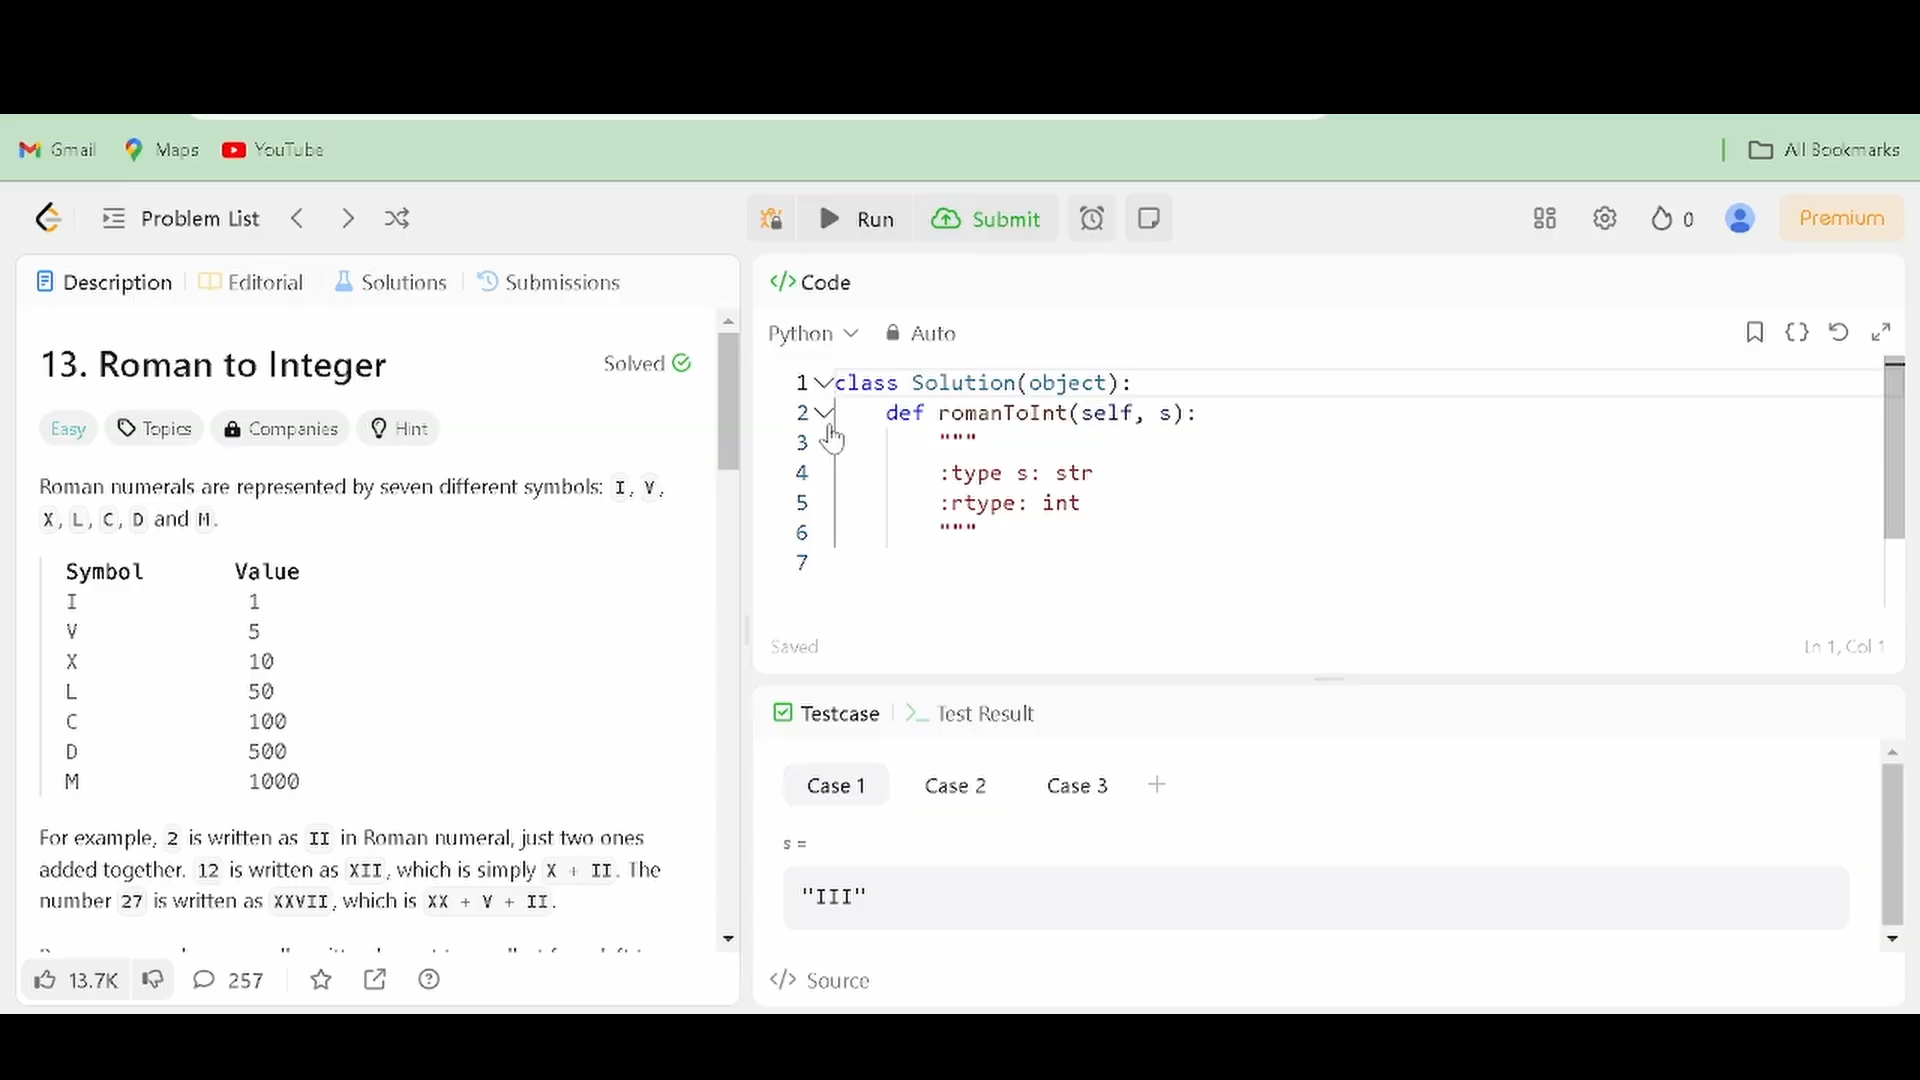 Gmail Maps YouTube All Bookmarks
Problem List Run Submit 0 Premium
Description Editorial Solutions Submissions
13. Roman to Integer Solved
Easy Topics Companies Hint
Roman numerals are represented by seven different symbols: I, V,
X, L, C, D and M.
Symbol Value
I 1
V 5
X 10
L 50
C 100
D 500
M 1000
For example, 2 is written as II in Roman numeral, just two ones
added together. 12 is written as XII, which is simply X + II. The
number 27 is written as XXVII, which is XX + V + II.
13.7K 257
</> Code
Python Auto
1 class Solution(object):
2 def romanToInt(self, s):
3 """
4 :type s: str
5 :rtype: int
6 """
7
Saved Ln 1, Col 1
Testcase >_ Test Result
Case 1 Case 2 Case 3 +
s =
"III"
</> Source